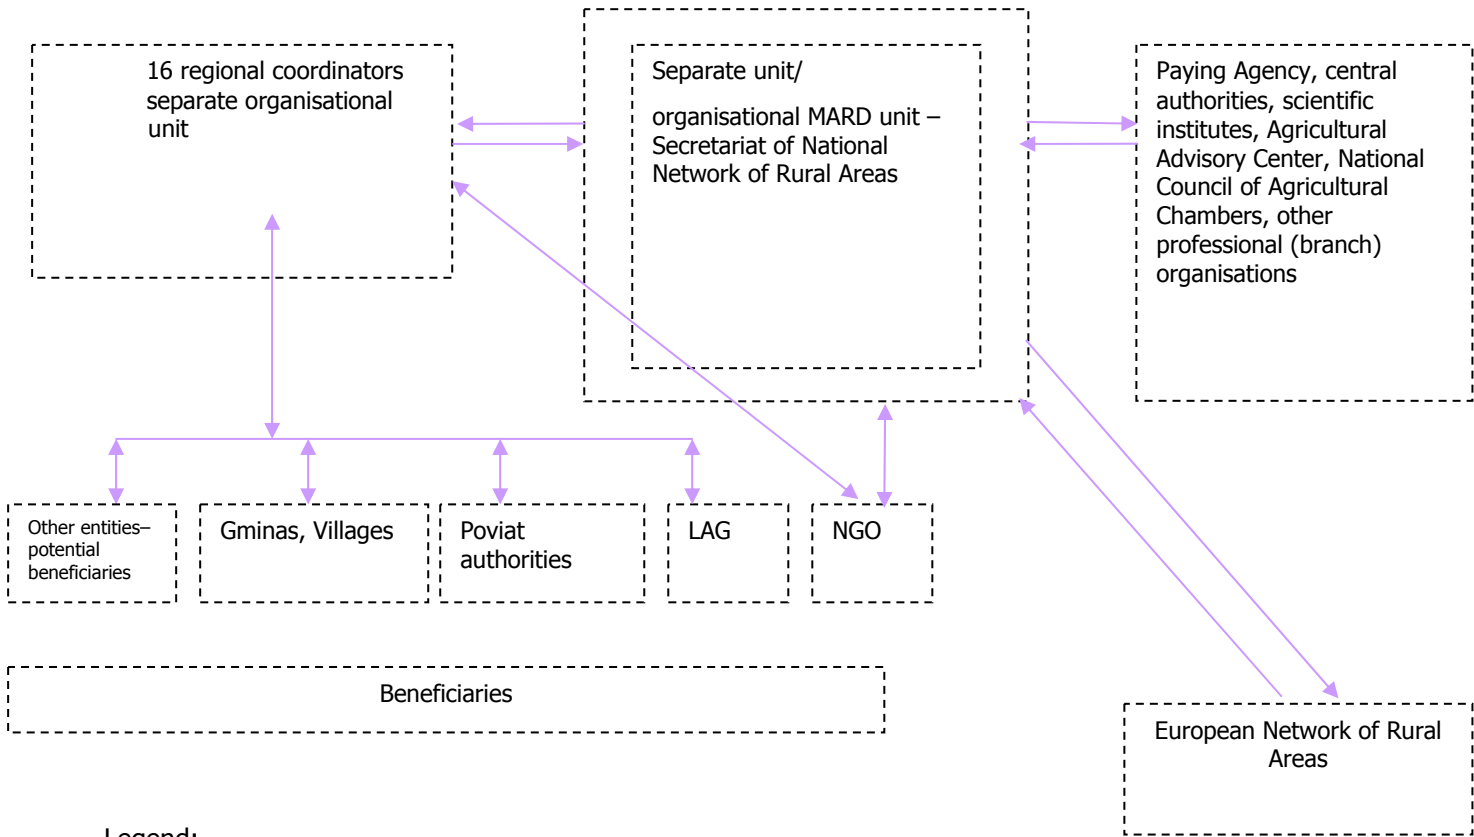 16 regional coordinators
separate organisational
unit
Separate unit/
organisational MARD unit –
Secretariat of National
Network of Rural Areas
Paying Agency, central
authorities, scientific
institutes, Agricultural
Advisory Center, National
Council of Agricultural
Chambers, other
professional (branch)
organisations
Other entities–
potential
beneficiaries
Gminas, Villages
Poviat
authorities
LAG
NGO
Beneficiaries
European Network of Rural
Areas
Legend: